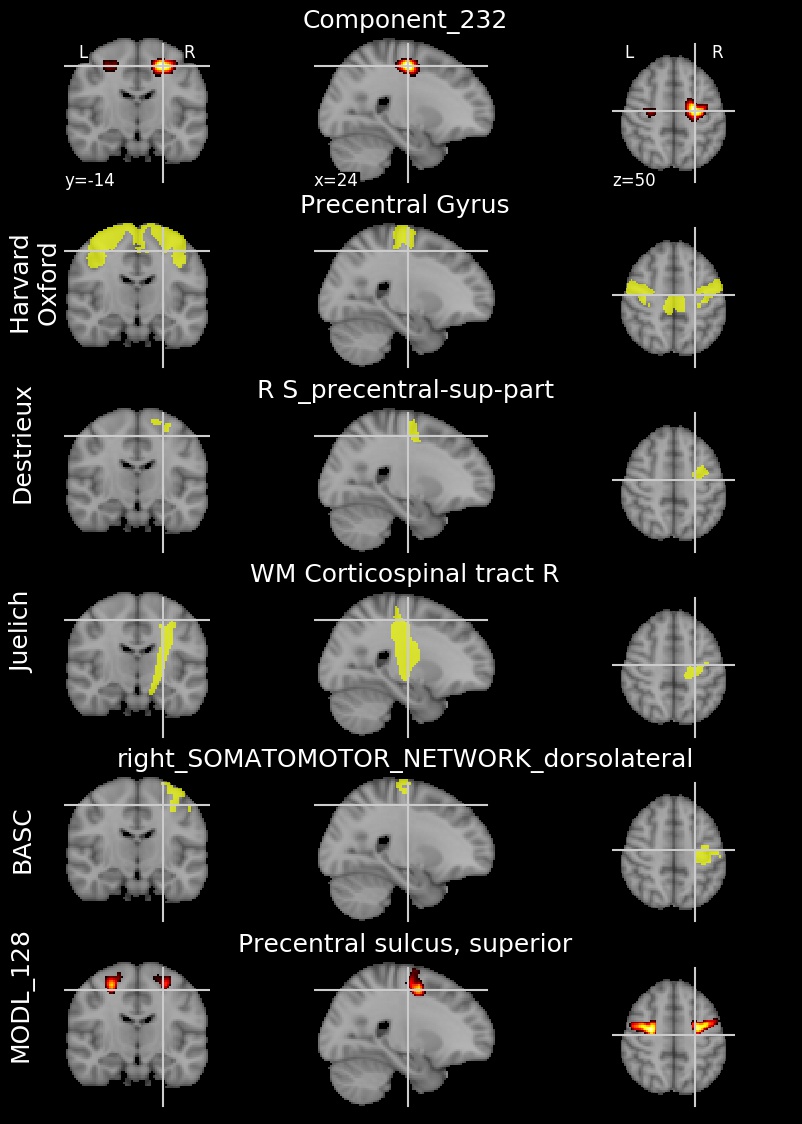 Component_232
L R
L R
y=-14
x=24
z=50
Precentral Gyrus
Harvard
Oxford
R S_precentral-sup-part
Destrieux
WM Corticospinal tract R
Juelich
right_SOMATOMOTOR_NETWORK_dorsolateral
BASC
Precentral sulcus, superior
MODL_128